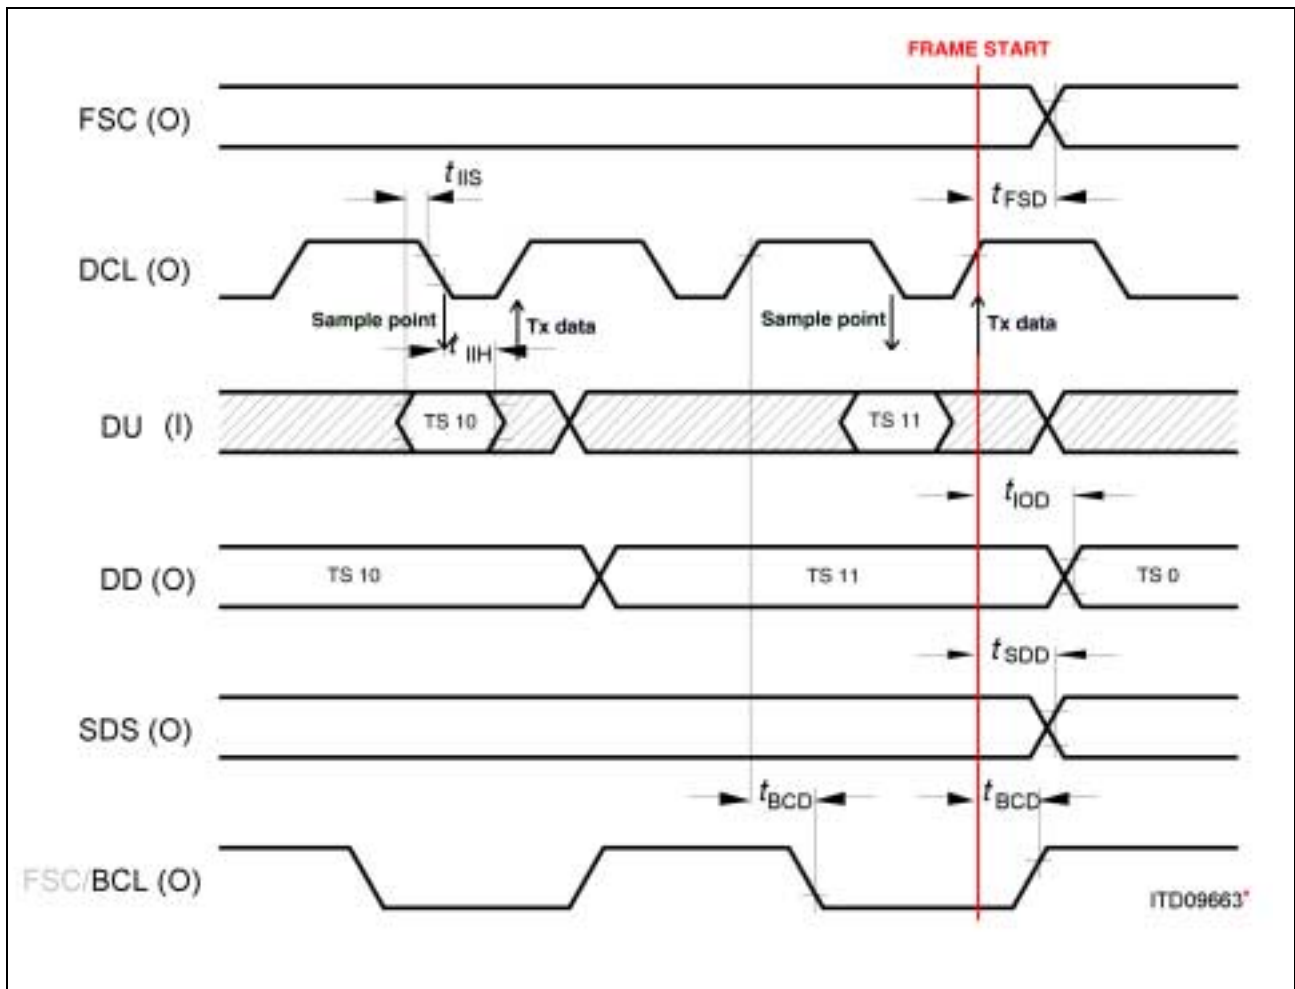 FRAME START
FSC (O)
tIIS
tFSD
DCL (O)
Sample point
Tx data
Sample point
Tx data
tIIH
DU (I)
TS 10
TS 11
tIOD
DD (O)
TS 10
TS 11
TS 0
tSDD
SDS (O)
tBCD
tBCD
FSC/BCL (O)
ITD09663*